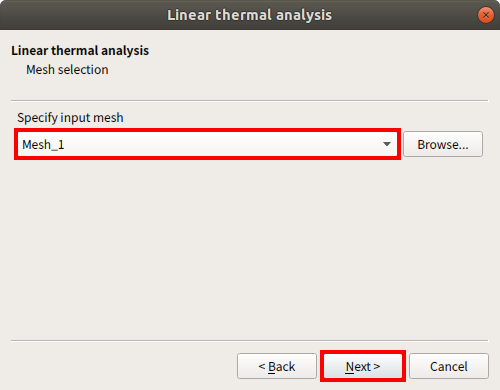 Linear thermal analysis
Linear thermal analysis
Mesh selection
Specify input mesh
Mesh_1
Browse...
< Back
Next >
Cancel